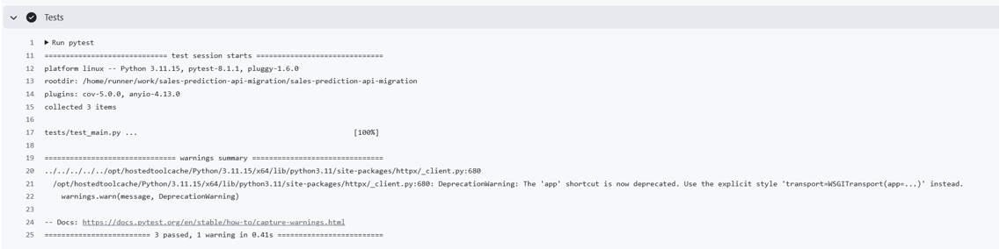 Tests
1 Run pytest
11 ============================= test session starts ==============================
12 platform linux -- Python 3.11.15, pytest-8.1.1, pluggy-1.6.0
13 rootdir: /home/runner/work/sales-prediction-api-migration/sales-prediction-api-migration
14 plugins: cov-5.0.0, anyio-4.13.0
15 collected 3 items
16
17 tests/test_main.py ... [100%]
18
19 =============================== warnings summary ===============================
20 ../../../../../opt/hostedtoolcache/Python/3.11.15/x64/lib/python3.11/site-packages/httpx/_client.py:680
21 /opt/hostedtoolcache/Python/3.11.15/x64/lib/python3.11/site-packages/httpx/_client.py:680: DeprecationWarning: The 'app' shortcut is now deprecated. Use the explicit style 'transport=WSGITransport(app=...)' instead.
22 warnings.warn(message, DeprecationWarning)
23
24 -- Docs: https://docs.pytest.org/en/stable/how-to/capture-warnings.html
25 ========================= 3 passed, 1 warning in 0.41s =========================